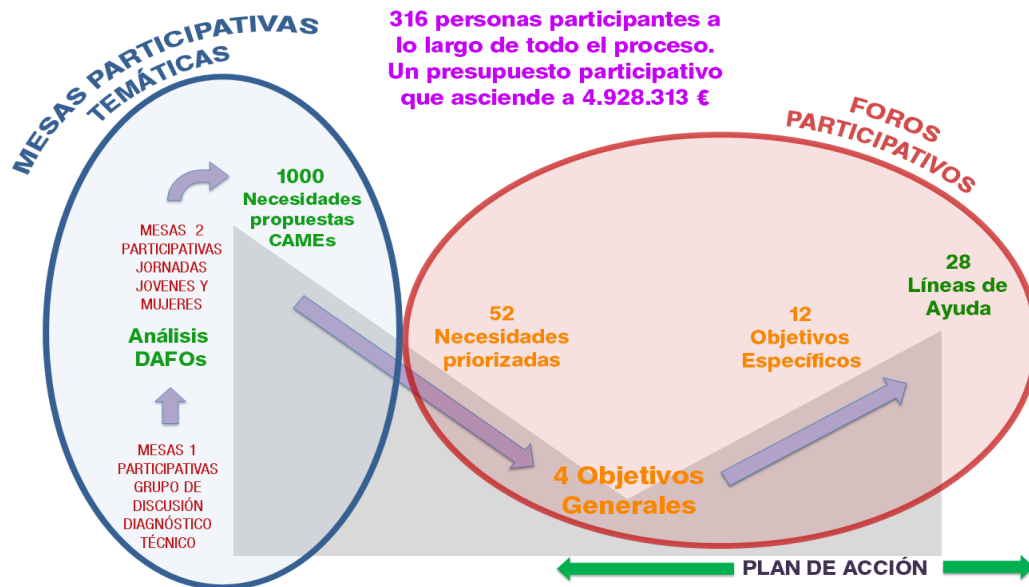 316 personas participantes a
lo largo de todo el proceso.
Un presupuesto participativo
que asciende a 4.928.313 €
MESAS PARTICIPATIVAS
TEMÁTICAS
FOROS
PARTICIPATIVOS
1000
Necesidades
propuestas
CAMEs
MESAS 2
PARTICIPATIVAS
JORNADAS
JOVENES Y
MUJERES
Análisis
DAFOs
MESAS 1
PARTICIPATIVAS
GRUPO DE
DISCUSIÓN
DIAGNÓSTICO
TÉCNICO
52
Necesidades
priorizadas
4 Objetivos
Generales
12
Objetivos
Específicos
28
Líneas de
Ayuda
PLAN DE ACCIÓN